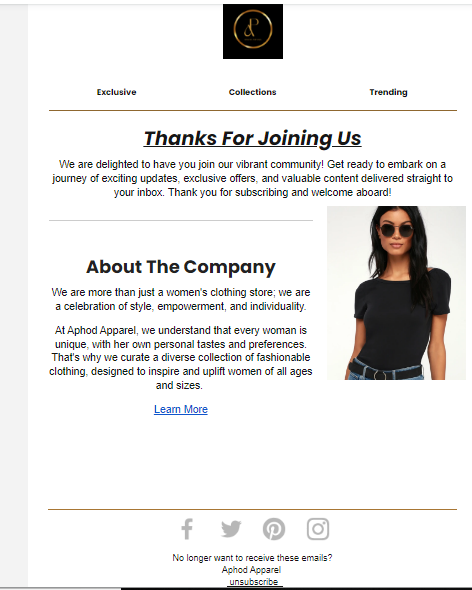 Exclusive Collections Trending
Thanks For Joining Us
We are delighted to have you join our vibrant community! Get ready to embark on a
journey of exciting updates, exclusive offers, and valuable content delivered straight to
your inbox. Thank you for subscribing and welcome aboard!
About The Company
We are more than just a women's clothing store; we are
a celebration of style, empowerment, and individuality.
At Aphod Apparel, we understand that every woman is
unique, with her own personal tastes and preferences.
That's why we curate a diverse collection of fashionable
clothing, designed to inspire and uplift women of all ages
and sizes.
Learn More
No longer want to receive these emails?
Aphod Apparel
unsubscribe